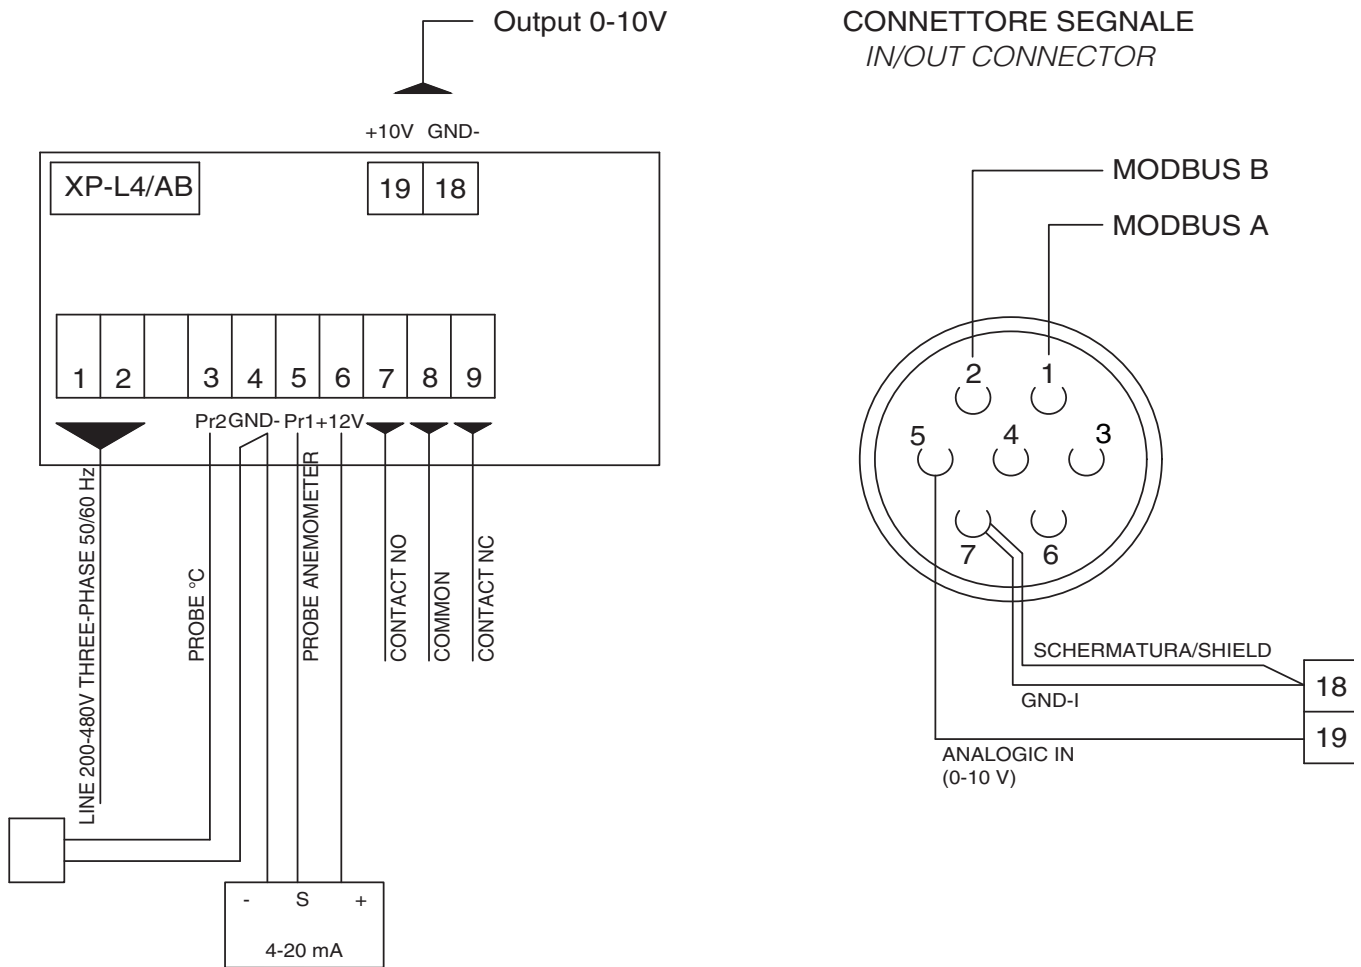 Output 0-10V
+10V GND-
XP-L4/AB
19 18
1 2 3 4 5 6 7 8 9
Pr2 GND- Pr1 +12V
LINE 200-480V THREE-PHASE 50/60 Hz
PROBE °C
PROBE ANEMOMETER
CONTACT NO
COMMON
CONTACT NC
- S +
4-20 mA
CONNETTORE SEGNALE
IN/OUT CONNECTOR
MODBUS B
MODBUS A
2 1
5 4 3
7 6
SCHERMATURA/SHIELD
18
GND-I
19
ANALOGIC IN
(0-10 V)